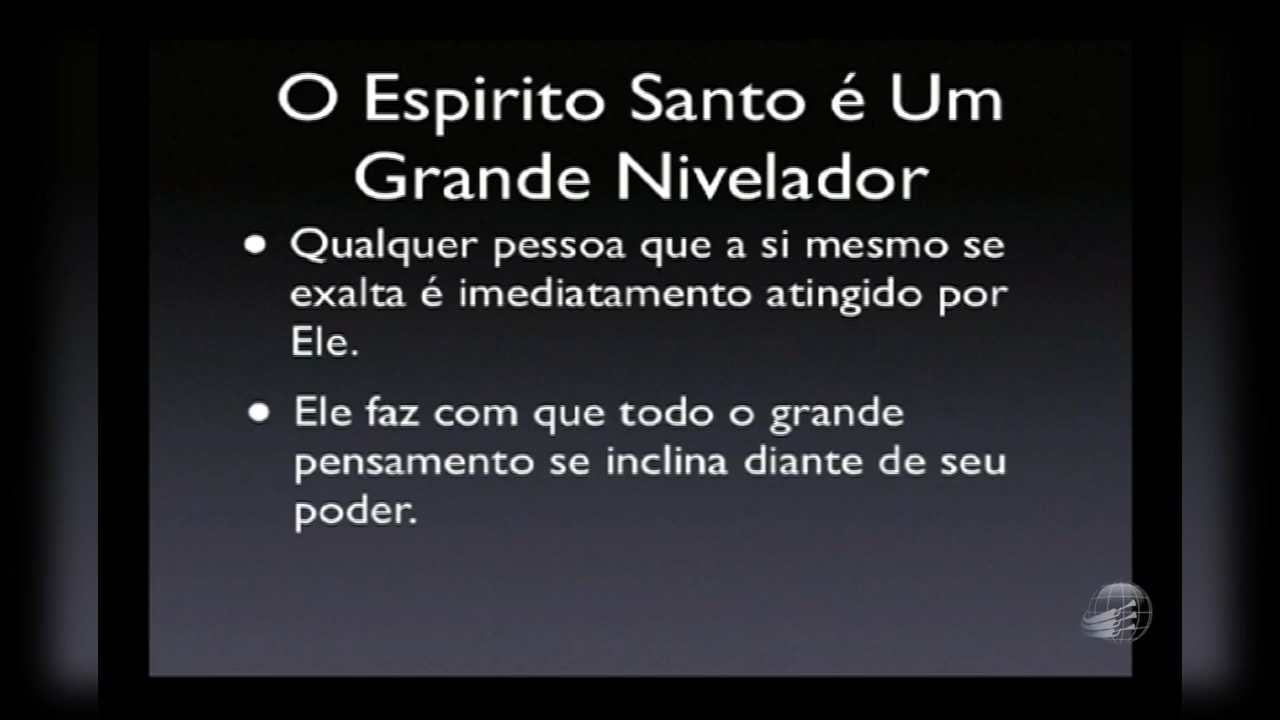 O Espirito Santo é Um
Grande Nivelador
• Qualquer pessoa que a si mesmo se
exalta é imediatamento atingido por
Ele.
• Ele faz com que todo o grande
pensamento se inclina diante de seu
poder.